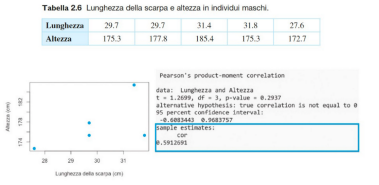 Tabella 2.6 Lunghezza della scarpa e altezza in individui maschi.
Lunghezza 29.7 29.7 31.4 31.8 27.6
Altezza 175.3 177.8 185.4 175.3 172.7
Pearson's product-moment correlation
data: Lunghezza and Altezza
t = 1.2699, df = 3, p-value = 0.2937
alternative hypothesis: true correlation is not equal to 0
95 percent confidence interval:
-0.6083443 0.9683757
sample estimates:
cor
0.5912691
Altezza (cm)
174 178 182
28 29 30 31
Lunghezza scarpa (cm)